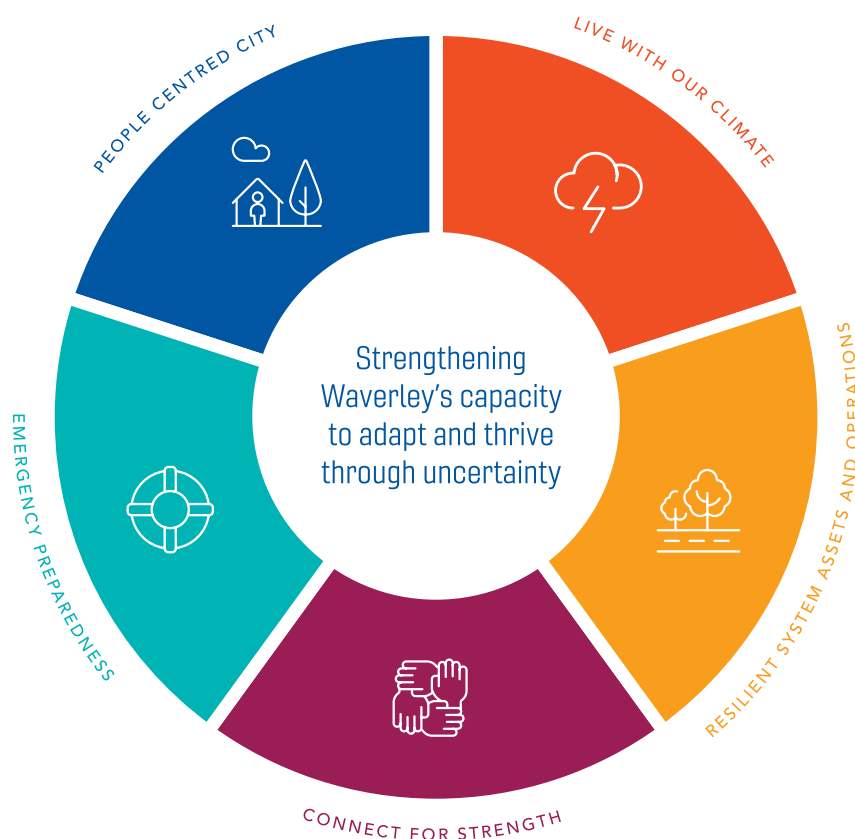 PEOPLE CENTRED CITY
LIVE WITH OUR CLIMATE
Strengthening
Waverley's capacity
to adapt and thrive
through uncertainty
RESILIENT SYSTEM ASSETS AND OPERATIONS
EMERGENCY PREPAREDNESS
CONNECT FOR STRENGTH